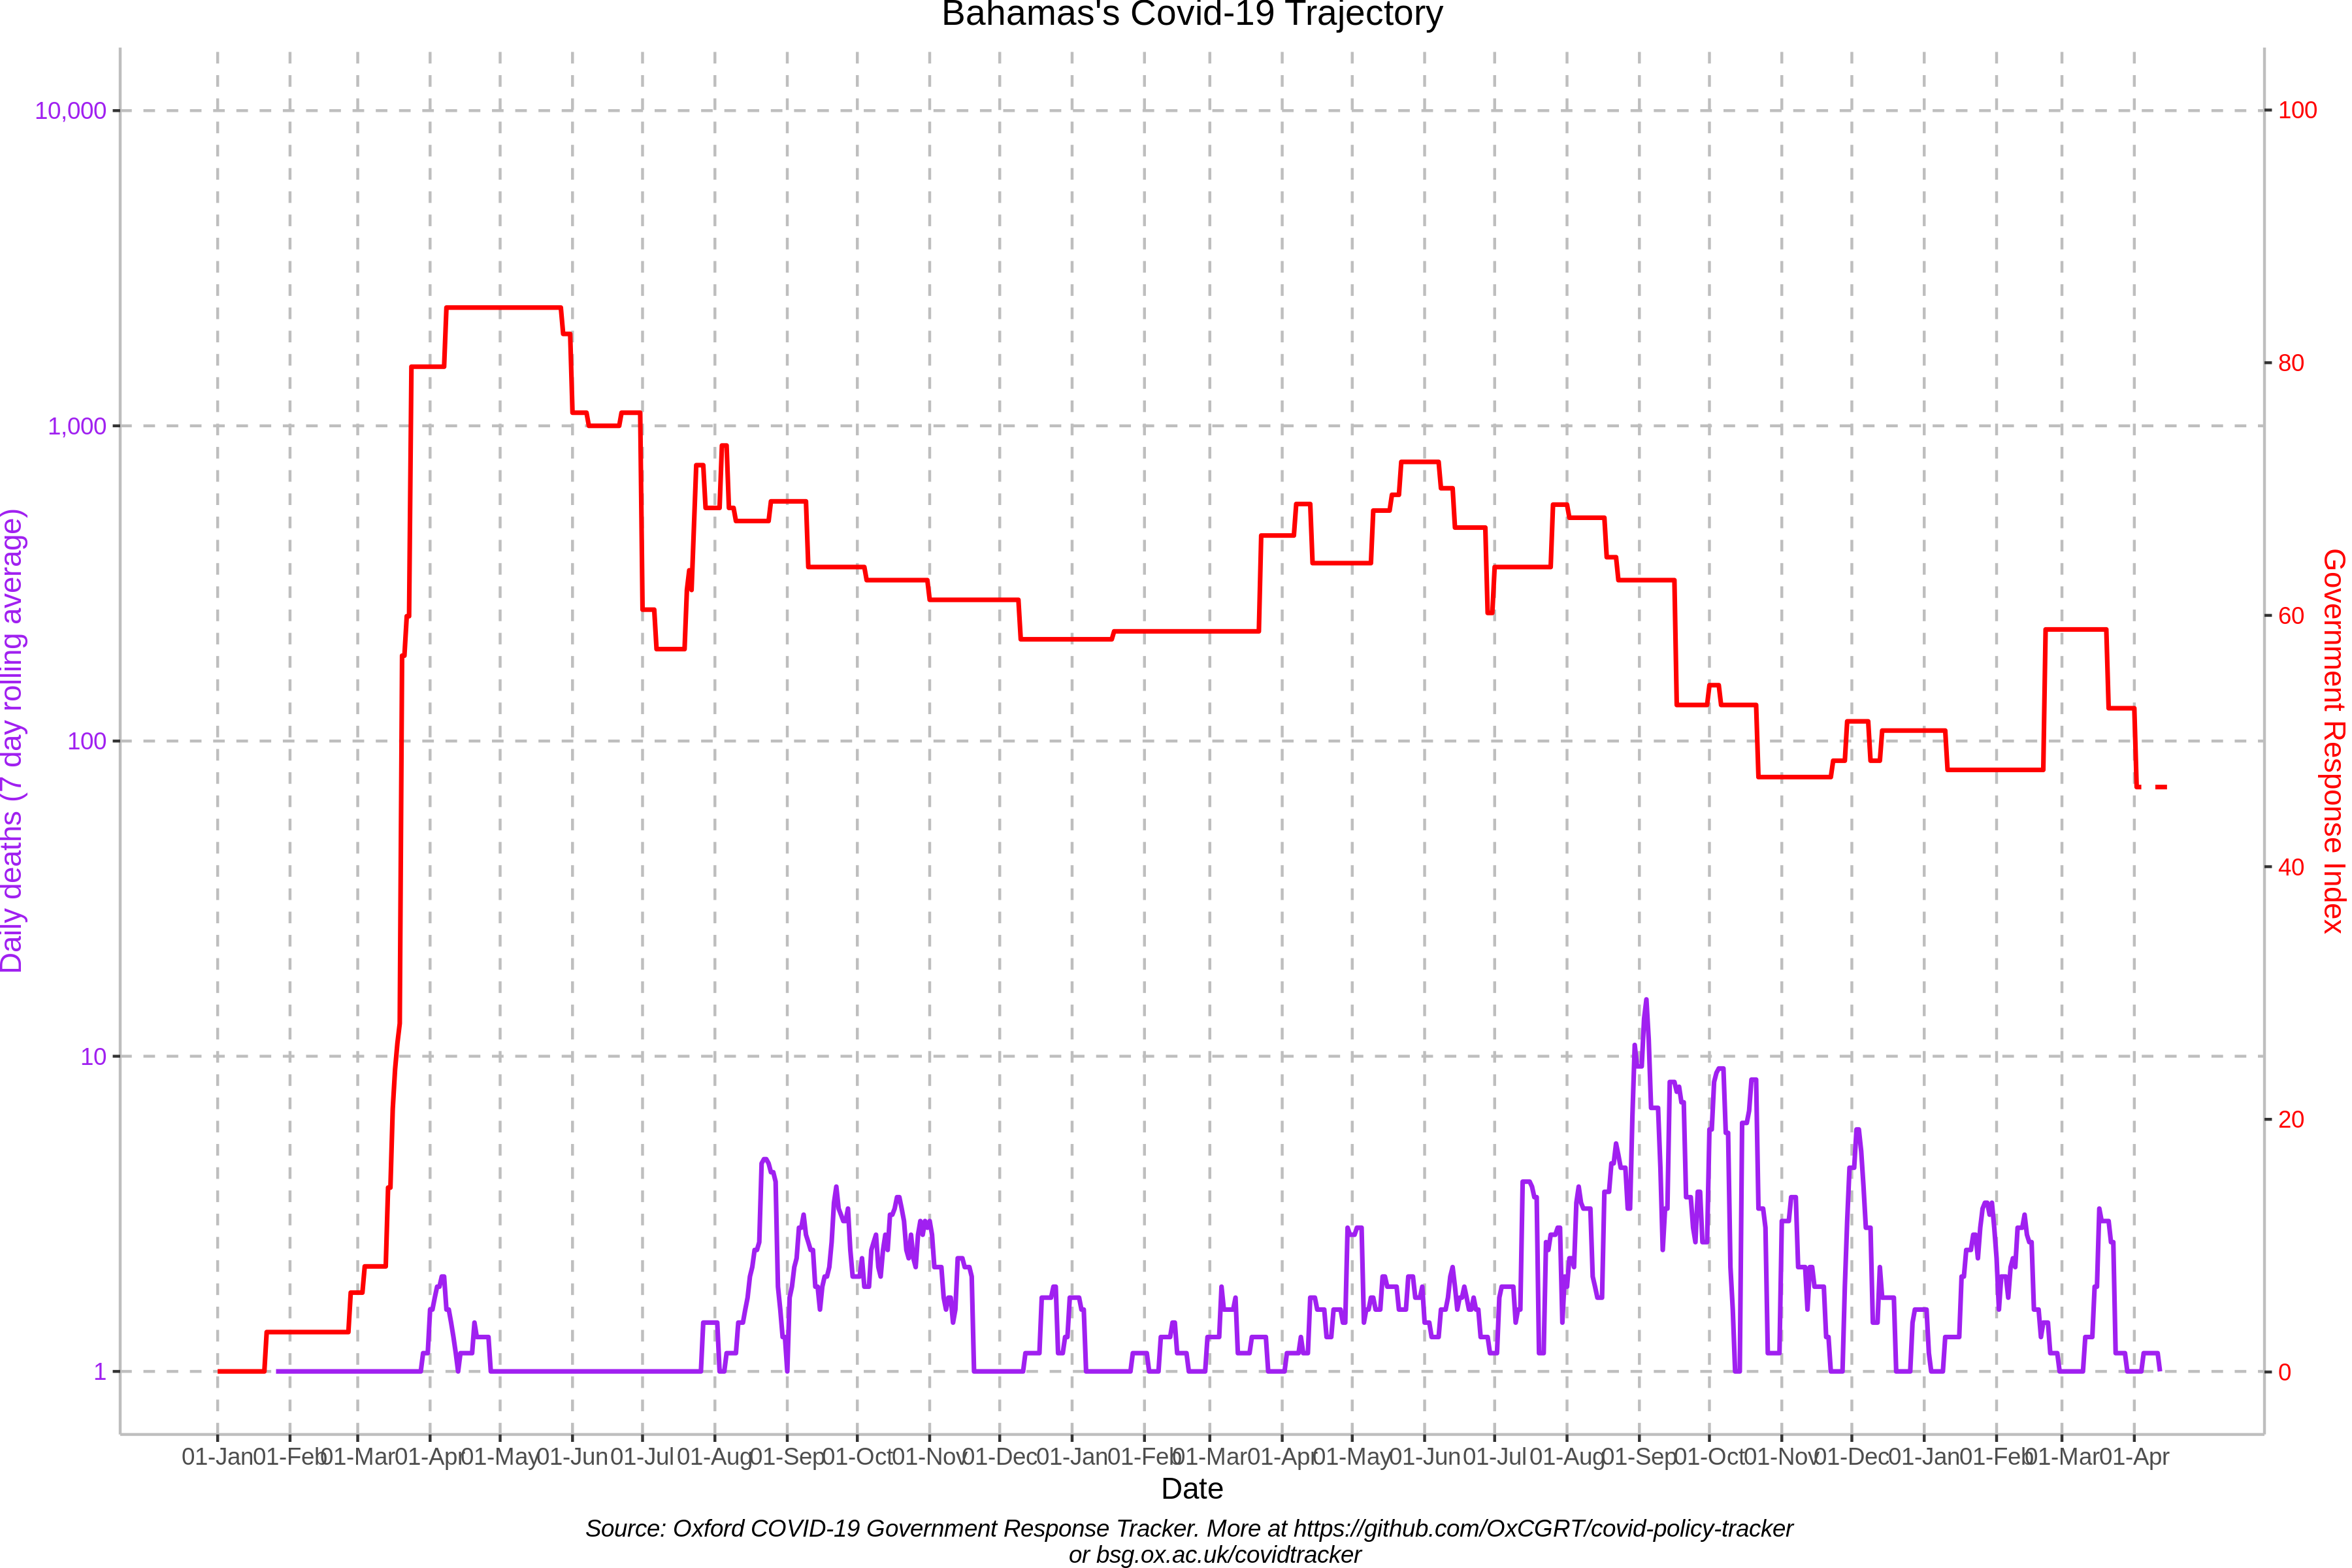 Bahamas's Covid-19 Trajectory
10,000
1,000
100
10
1
Daily deaths (7 day rolling average)
100
80
60
40
20
0
Government Response Index
01-Jan 01-Feb 01-Mar 01-Apr 01-May 01-Jun 01-Jul 01-Aug 01-Sep 01-Oct 01-Nov 01-Dec 01-Jan 01-Feb 01-Mar 01-Apr 01-May 01-Jun 01-Jul 01-Aug 01-Sep 01-Oct 01-Nov 01-Dec 01-Jan 01-Feb 01-Mar 01-Apr
Date
Source: Oxford COVID-19 Government Response Tracker. More at https://github.com/OxCGRT/covid-policy-tracker
or bsg.ox.ac.uk/covidtracker